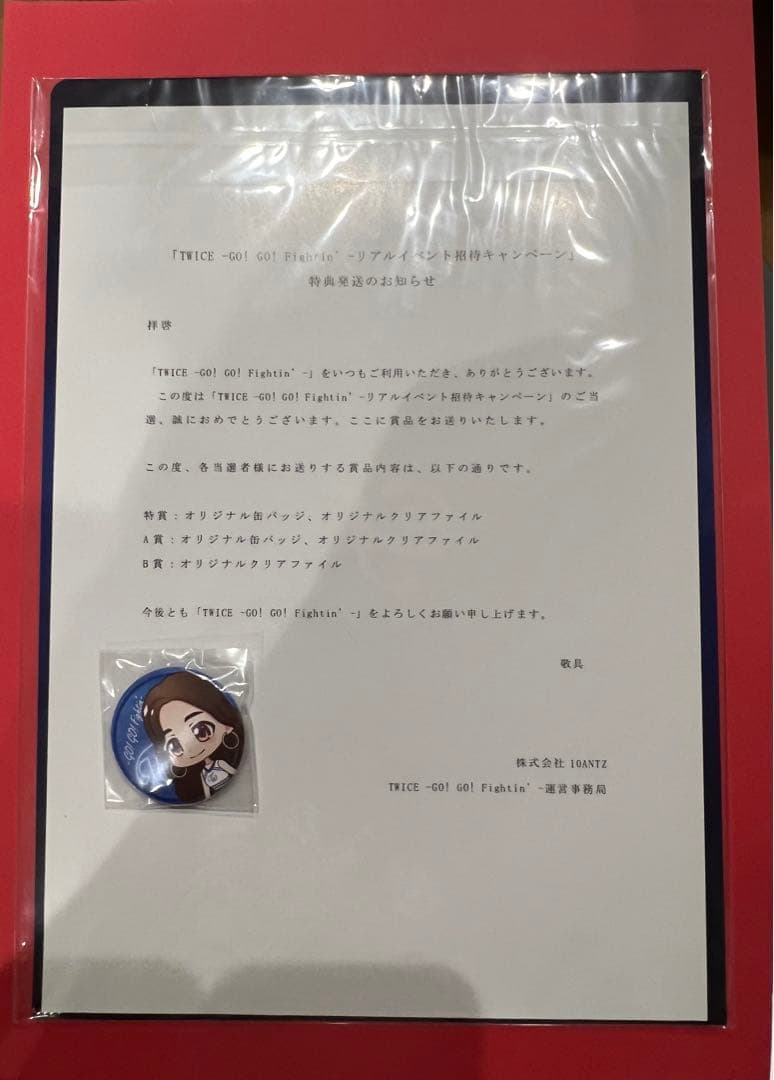 「TWICE -GO! GO! Fightin’-リアルイベント招待キャンペーン」
特典発送のお知らせ
拝啓
「TWICE -GO! GO! Fightin’-」をいつもご利用いただき、ありがとうございます。
この度は「TWICE -GO! GO! Fightin’-リアルイベント招待キャンペーン」のご当
選、誠におめでとうございます。ここに賞品をお送りいたします。
この度、各当選者様にお送りする賞品内容は、以下の通りです。
特賞：オリジナル缶バッジ、オリジナルクリアファイル
A賞：オリジナル缶バッジ、オリジナルクリアファイル
B賞：オリジナルクリアファイル
今後とも「TWICE -GO! GO! Fightin’-」をよろしくお願い申し上げます。
敬具
-GO! GO! Fightin’-
株式会社10ANTZ
TWICE -GO! GO! Fightin’-運営事務局